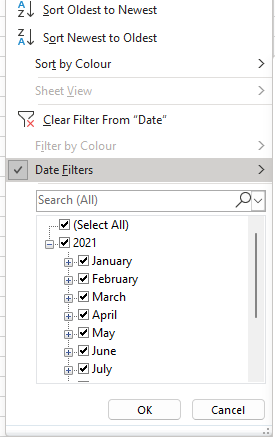 Sort Oldest to Newest
Sort Newest to Oldest
Sort by Colour
Sheet View
Clear Filter From "Date"
Filter by Colour
Date Filters
Search (All)
(Select All)
2021
January
February
March
April
May
June
July
OK Cancel